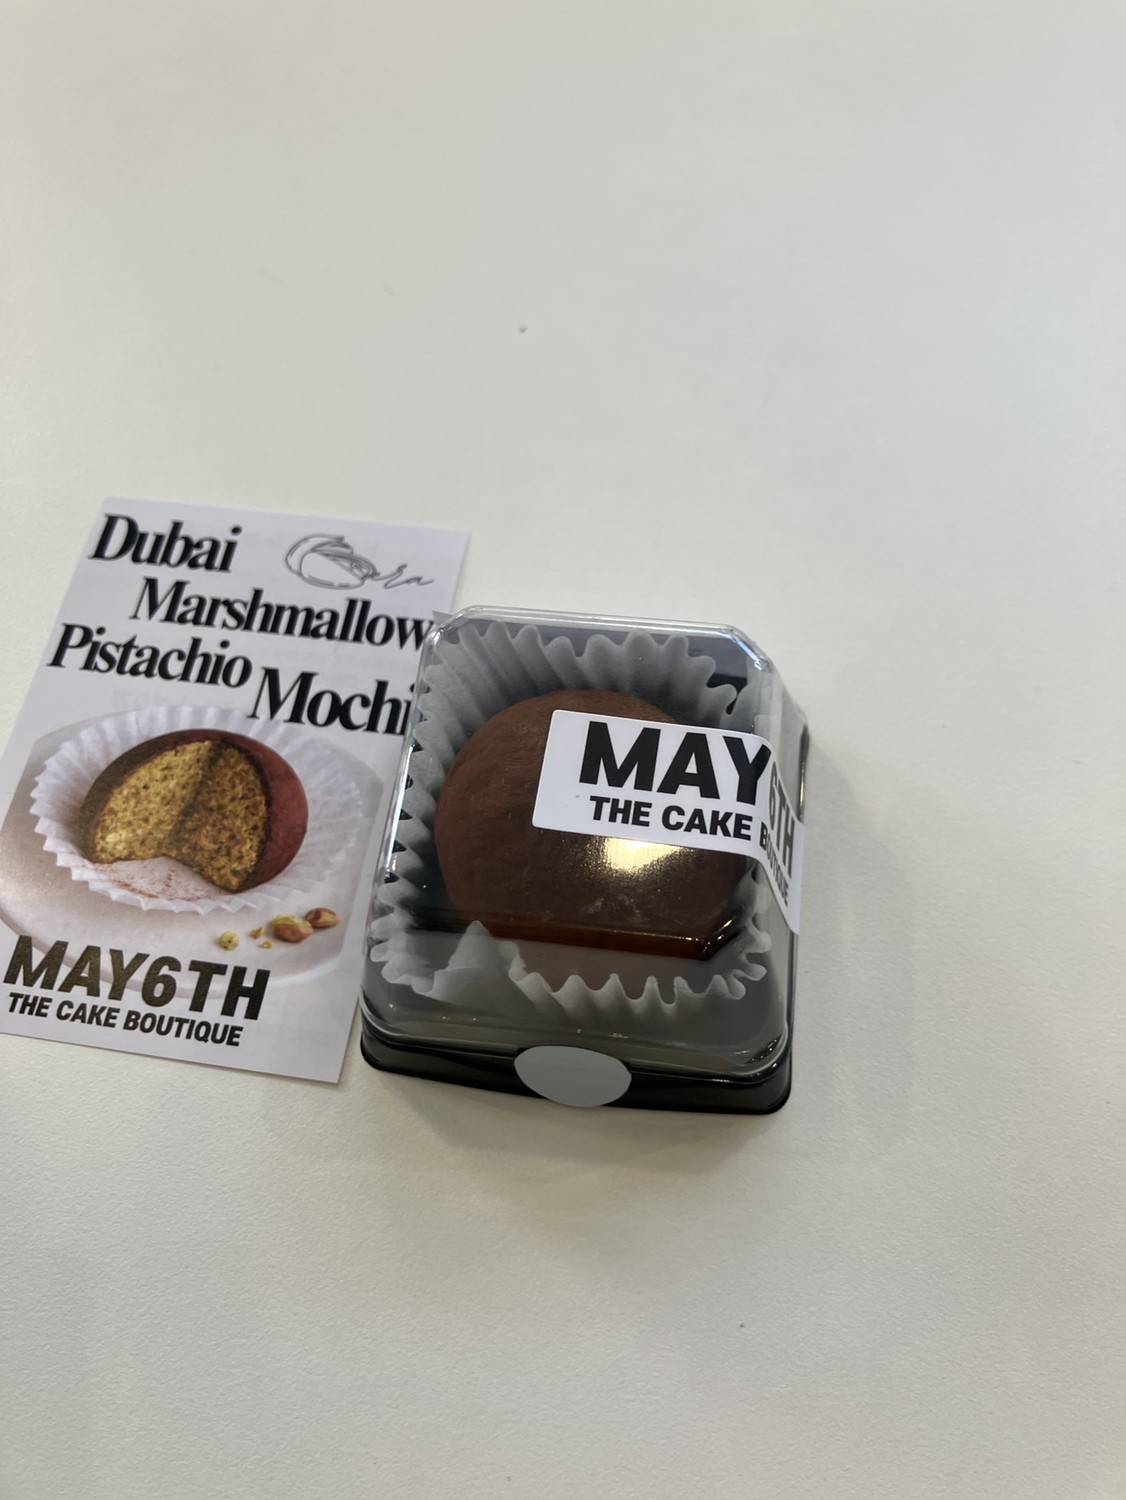 Dubai
Marshmallow
Pistachio
Mochi
MAY6TH
THE CAKE BOUTIQUE
MAY 6TH
THE CAKE BOUTIQUE